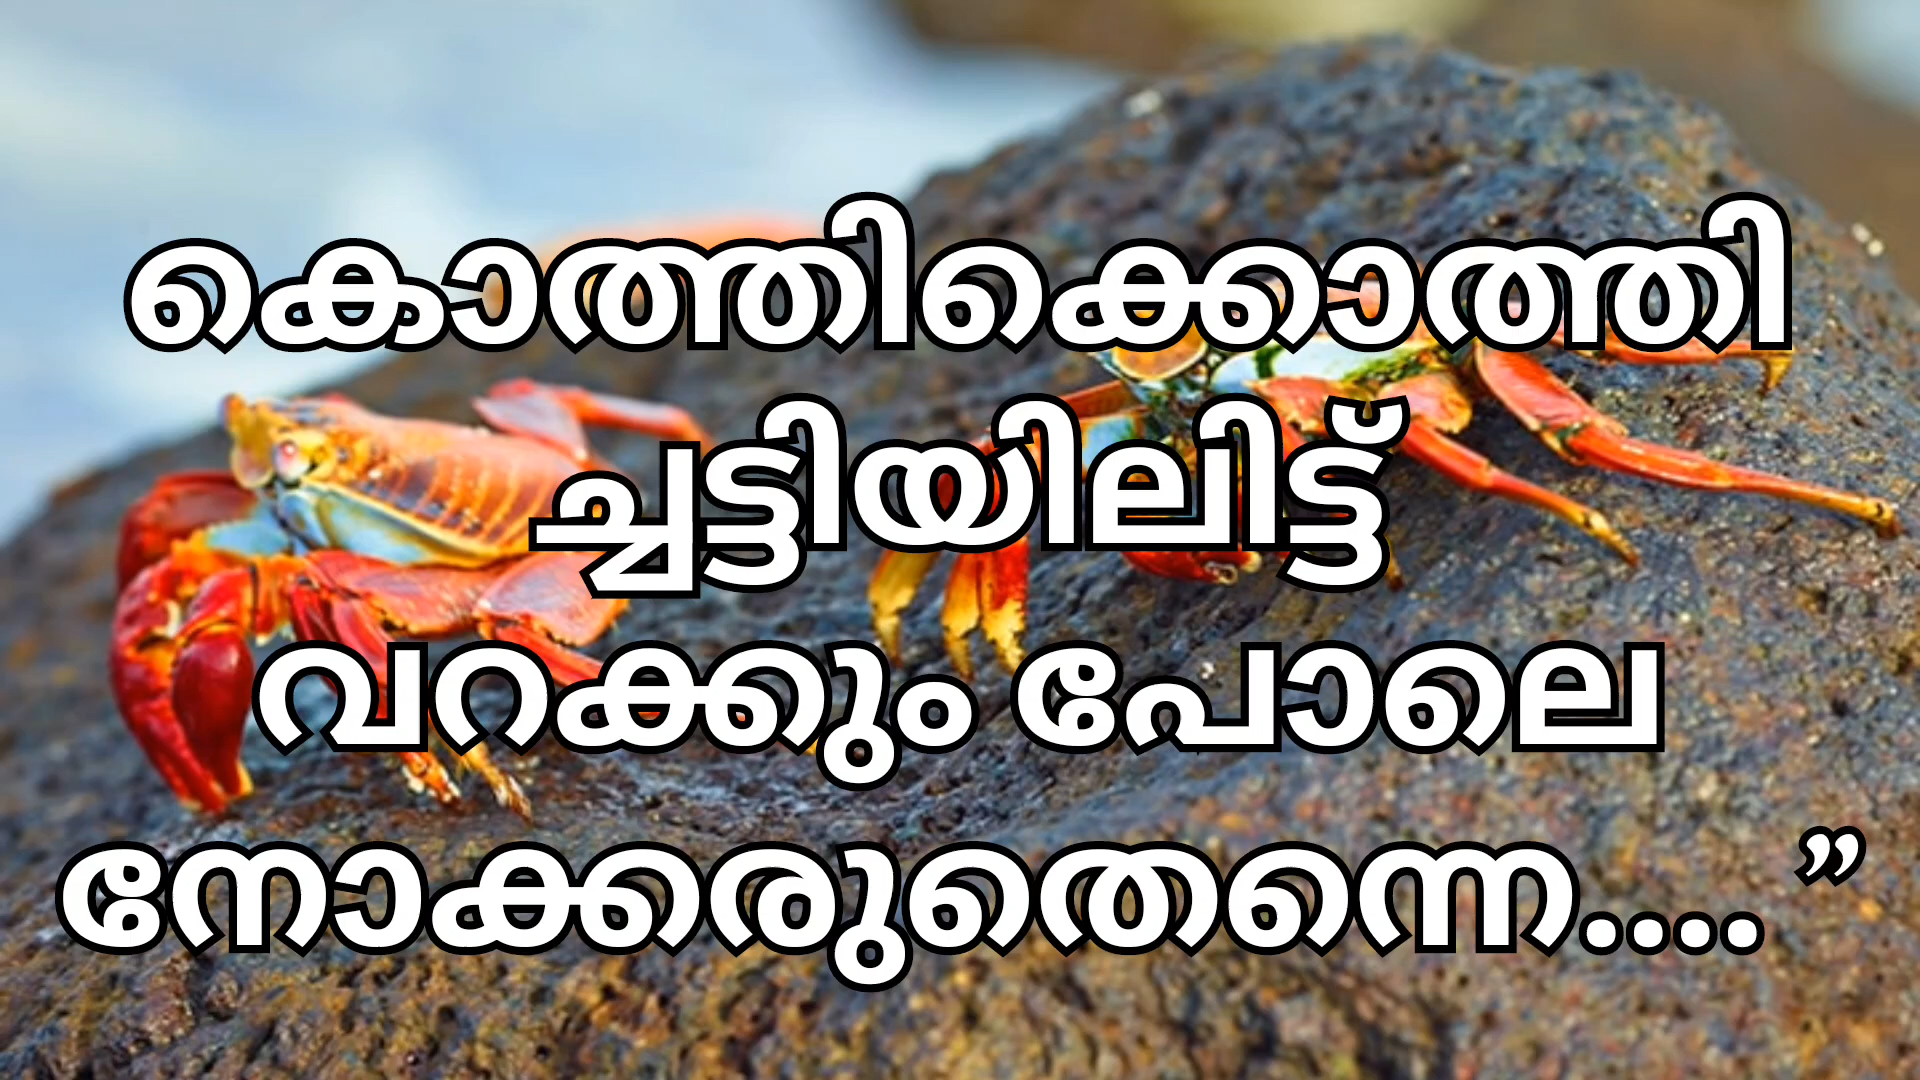 കൊത്തിക്കൊത്തി
ച്ചട്ടിയിലിട്ട്
വറക്കും പോലെ
നോക്കരുതെന്നെ.... ”